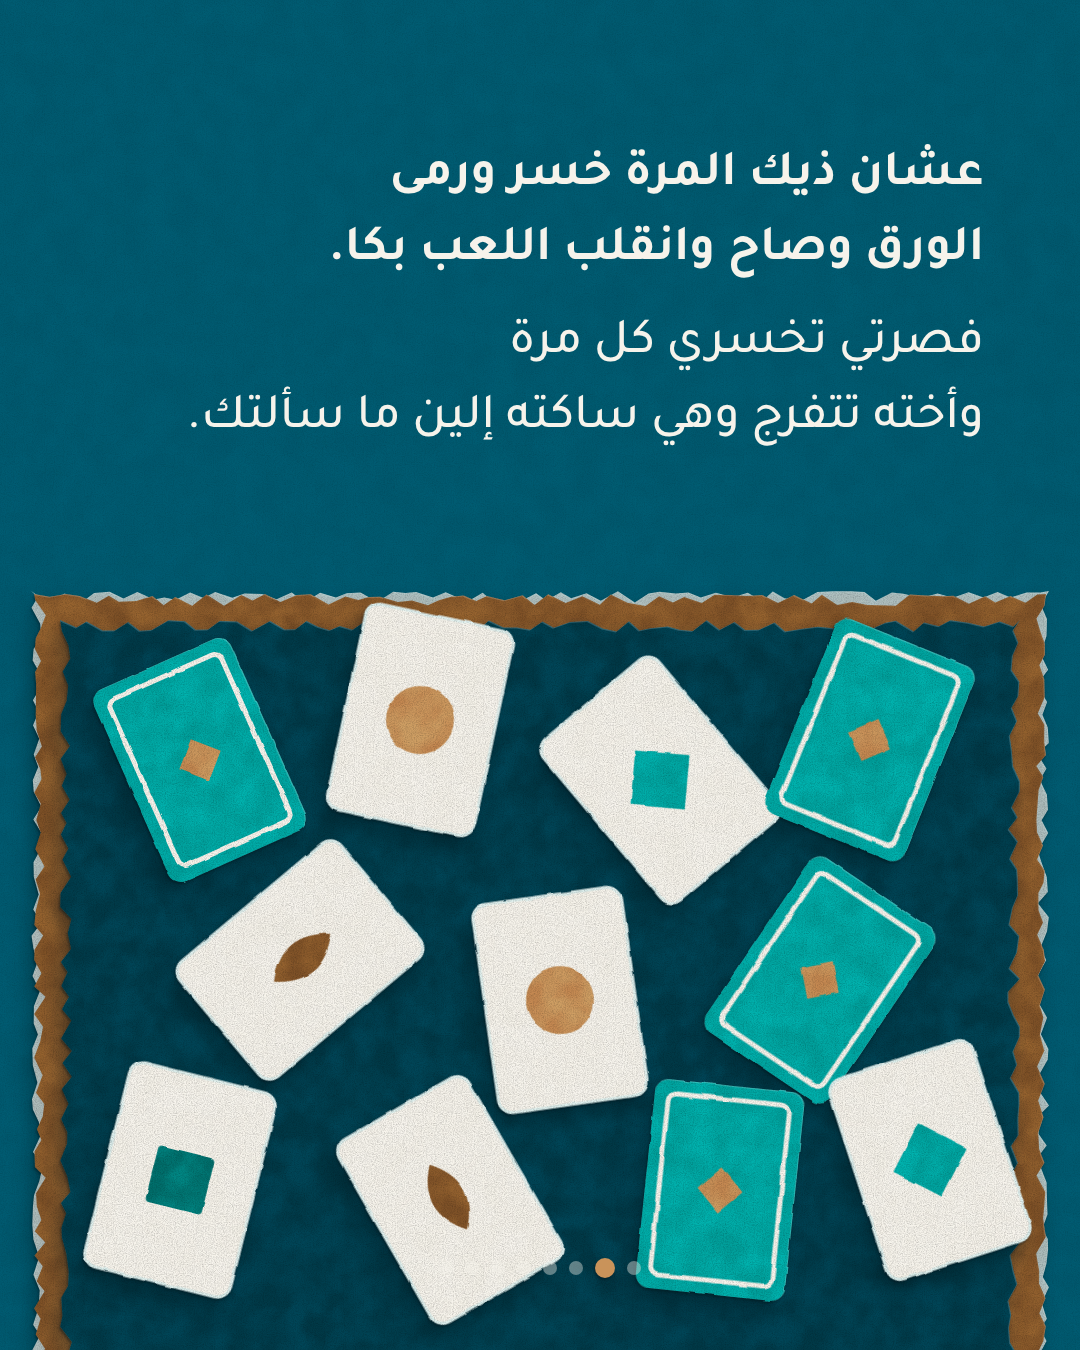 عشان ذيك المرة خسر ورمى
الورق وصاح وانقلب اللعب بكا.
فصرتي تخسري كل مرة
وأخته تتفرج وهي ساكته إلين ما سألتك.